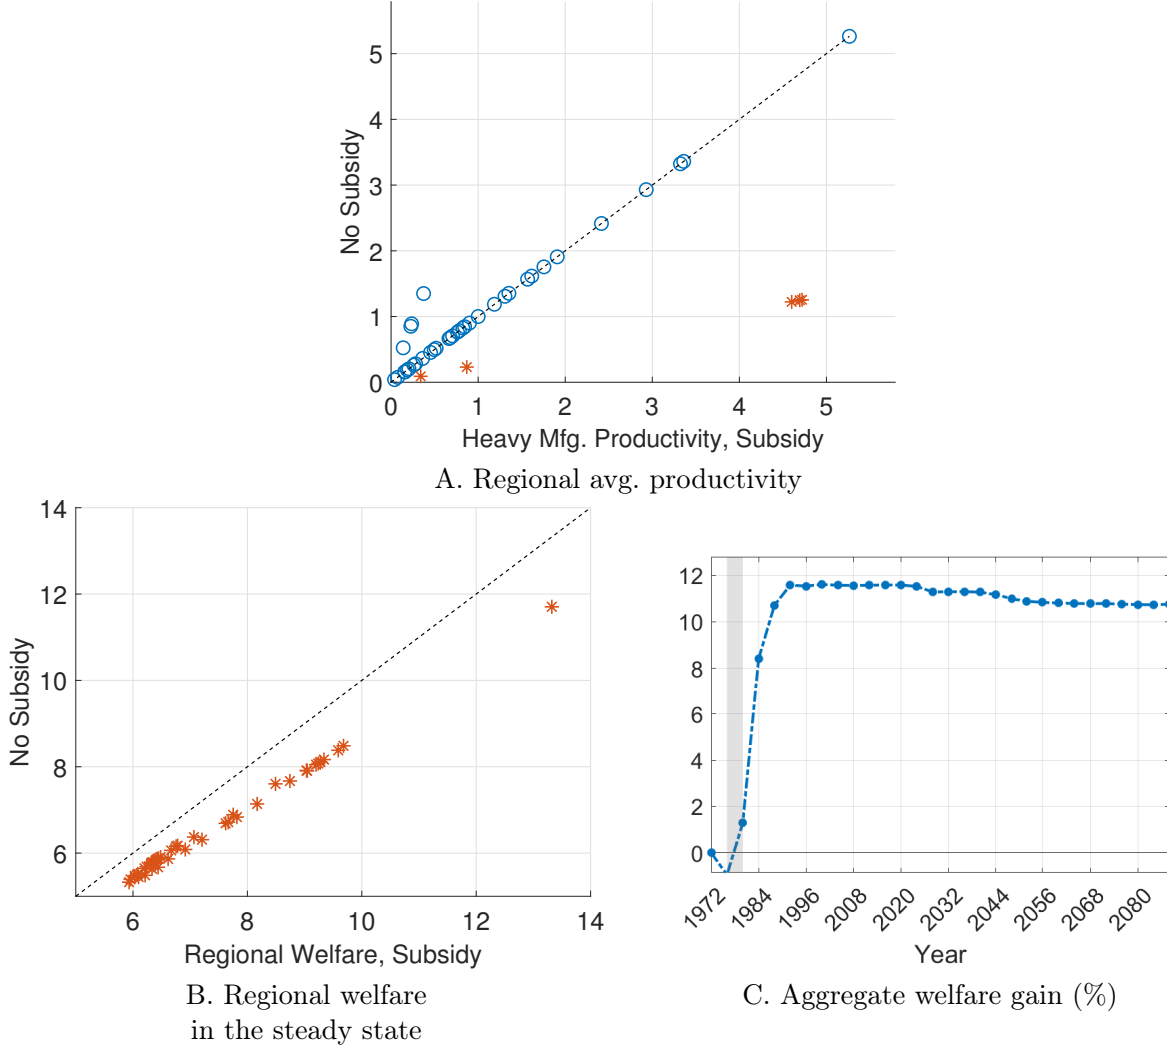 No Subsidy
5
4
3
2
1
0
0 1 2 3 4 5
Heavy Mfg. Productivity, Subsidy
A. Regional avg. productivity
No Subsidy
14
12
10
8
6
6 8 10 12 14
Regional Welfare, Subsidy
B. Regional welfare
in the steady state
12
10
8
6
4
2
0
1972 1984 1996 2008 2020 2032 2044 2056 2068 2080
Year
C. Aggregate welfare gain (%)